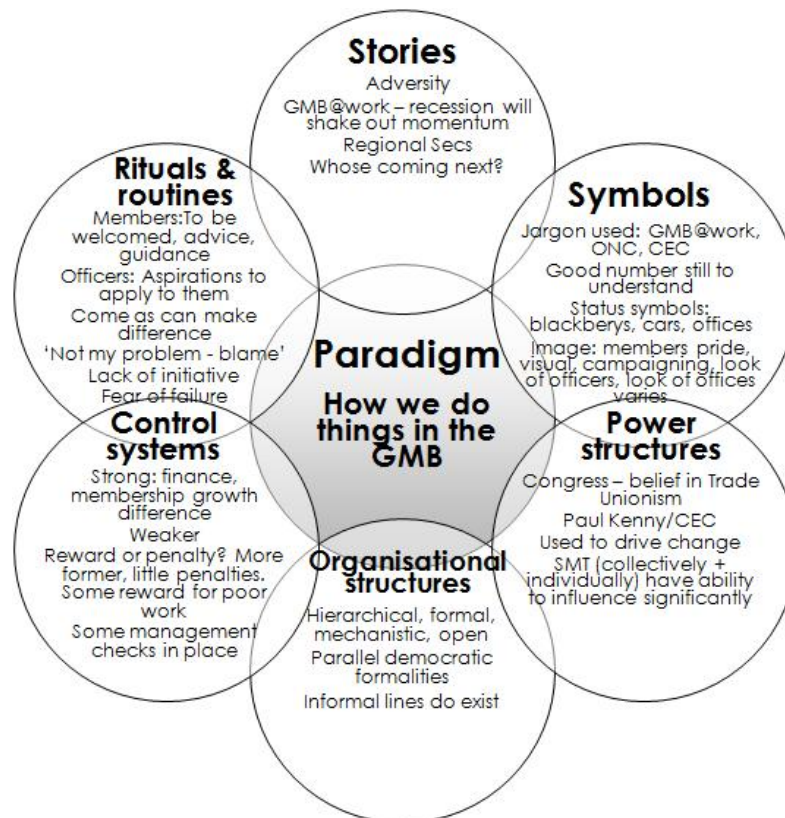 Stories
Adversity
GMB@work – recession will
shake out momentum
Regional Secs
Whose coming next?
Rituals &
routines
Members:To be
welcomed, advice,
guidance
Officers: Aspirations to
apply to them
Come as can make
difference
‘Not my problem - blame’
Lack of initiative
Fear of failure
Symbols
Jargon used: GMB@work,
ONC, CEC
Good number still to
understand
Status symbols:
blackberys, cars, offices
Image: members pride,
visual, campaigning, look
of officers, look of offices
varies
Paradigm
How we do
things in the
GMB
Control
systems
Strong: finance,
membership growth
difference
Weaker
Reward or penalty? More
former, little penalties.
Some reward for poor
work
Some management
checks in place
Organisational
structures
Hierarchical, formal,
mechanistic, open
Parallel democratic
formalities
Informal lines do exist
Power
structures
Congress – belief in Trade
Unionism
Paul Kenny/CEC
Used to drive change
SMT (collectively +
individually) have ability
to influence significantly